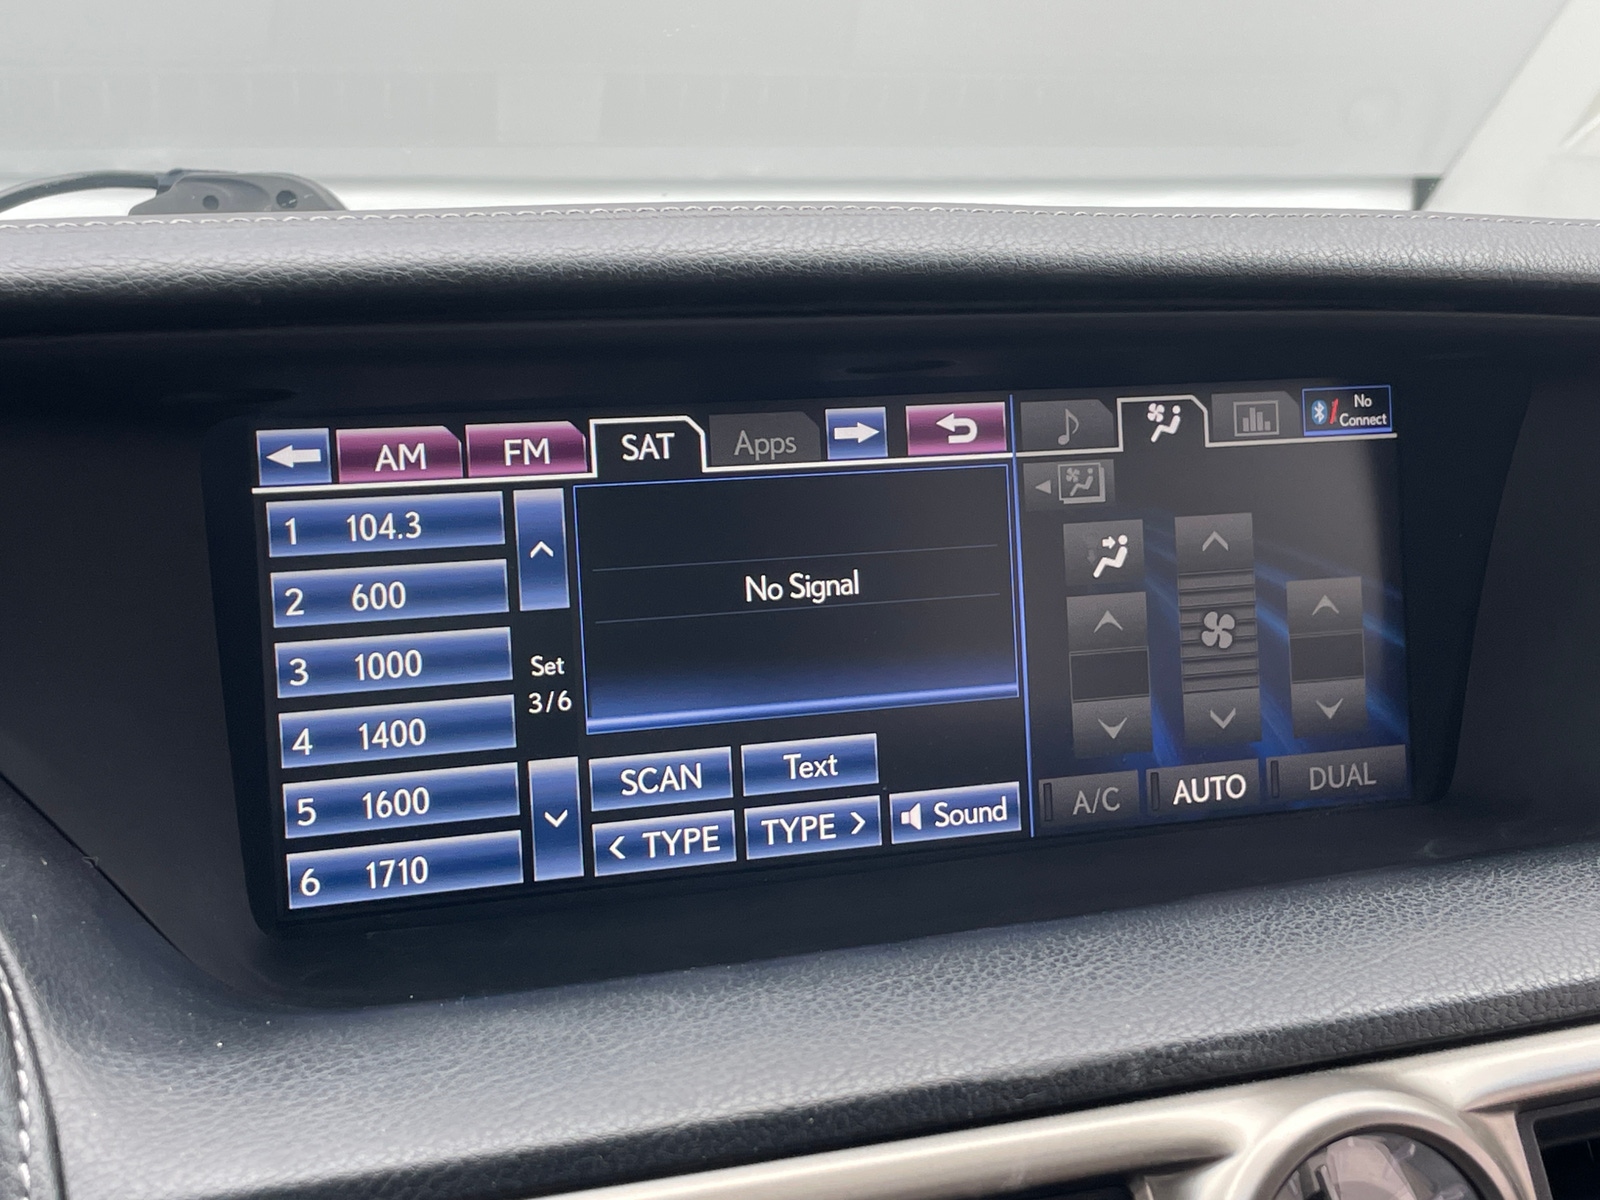 AM FM SAT Apps
No
Connect
1 104.3
2 600
3 1000
4 1400
5 1600
6 1710
Set
3/6
No Signal
SCAN Text
< TYPE TYPE > Sound
A/C AUTO DUAL